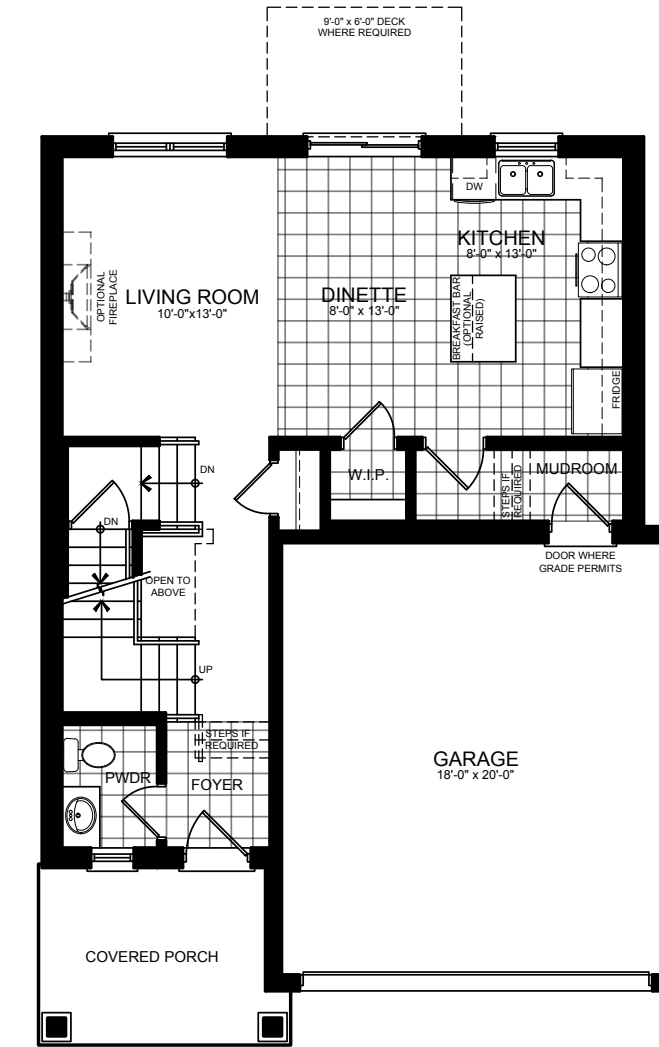 9'-0" x 6'-0" DECK
WHERE REQUIRED
DW
KITCHEN
8'-0" x 13'-0"
LIVING ROOM
10'-0"x13'-0"
OPTIONAL
FIREPLACE
DINETTE
8'-0" x 13'-0"
BREAKFAST BAR
(OPTIONAL
RAISED)
FRIDGE
DN
W.I.P.
STEPS IF
REQUIRED
MUDROOM
DN
DOOR WHERE
GRADE PERMITS
OPEN TO
ABOVE
UP
STEPS IF
REQUIRED
PWDR
FOYER
GARAGE
18'-0" x 20'-0"
COVERED PORCH